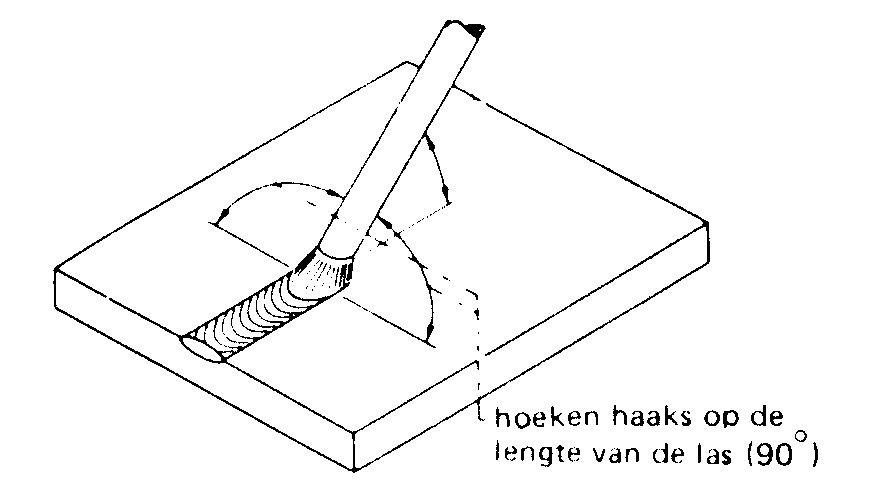 hoeken haaks op de
lengte van de las (90°)